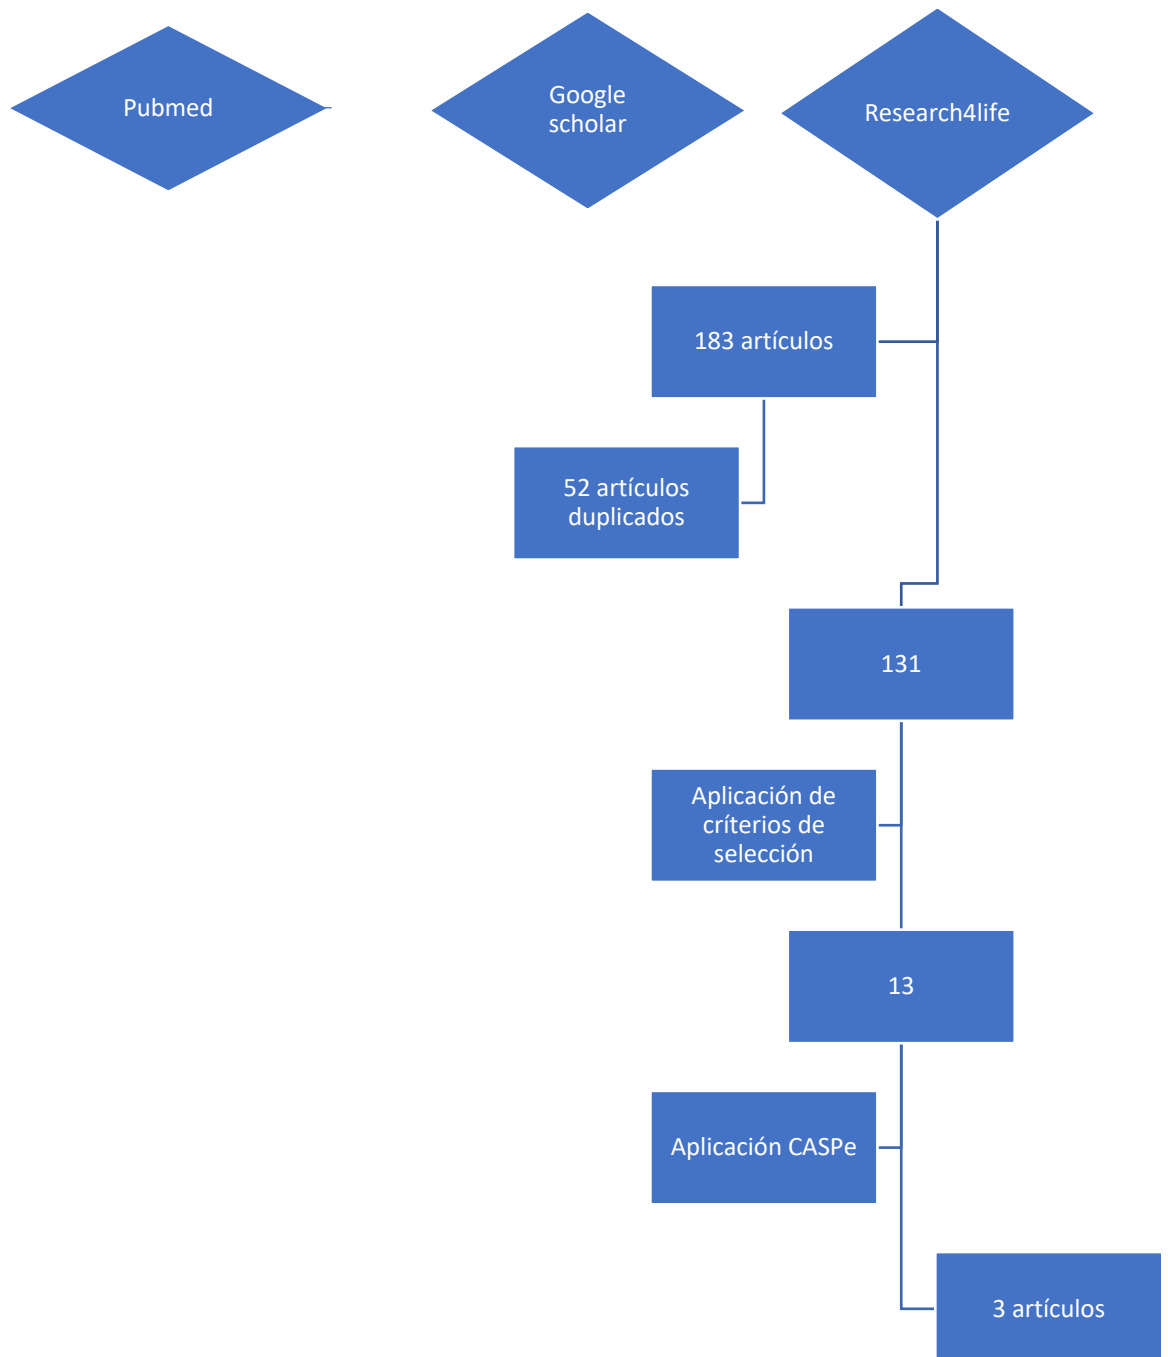 Pubmed
Google
scholar
Research4life
183 artículos
52 artículos
duplicados
131
Aplicación de
críterios de
selección
13
Aplicación CASPe
3 artículos